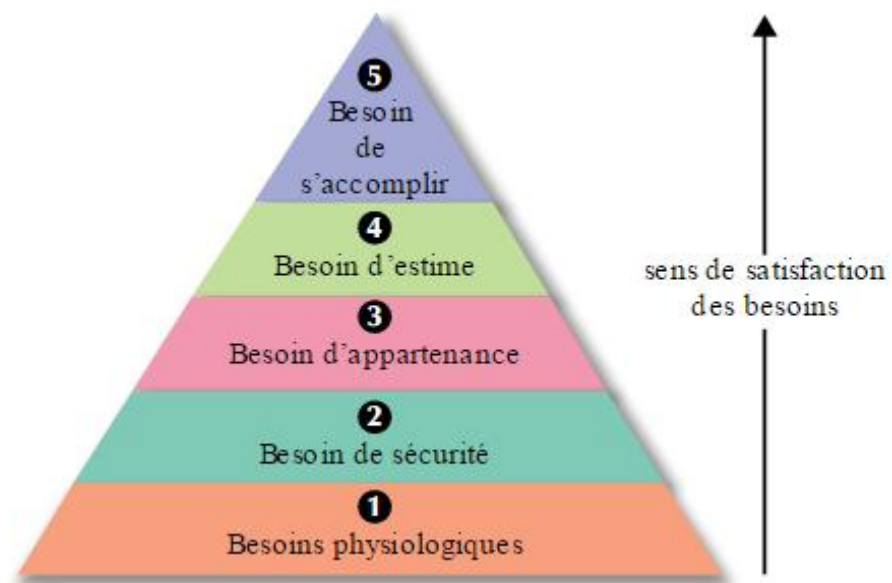 5
Besoin
de
s'accomplir
4
Besoin d'estime
3
Besoin d'appartenance
2
Besoin de sécurité
1
Besoins physiologiques
sens de satisfaction
des besoins